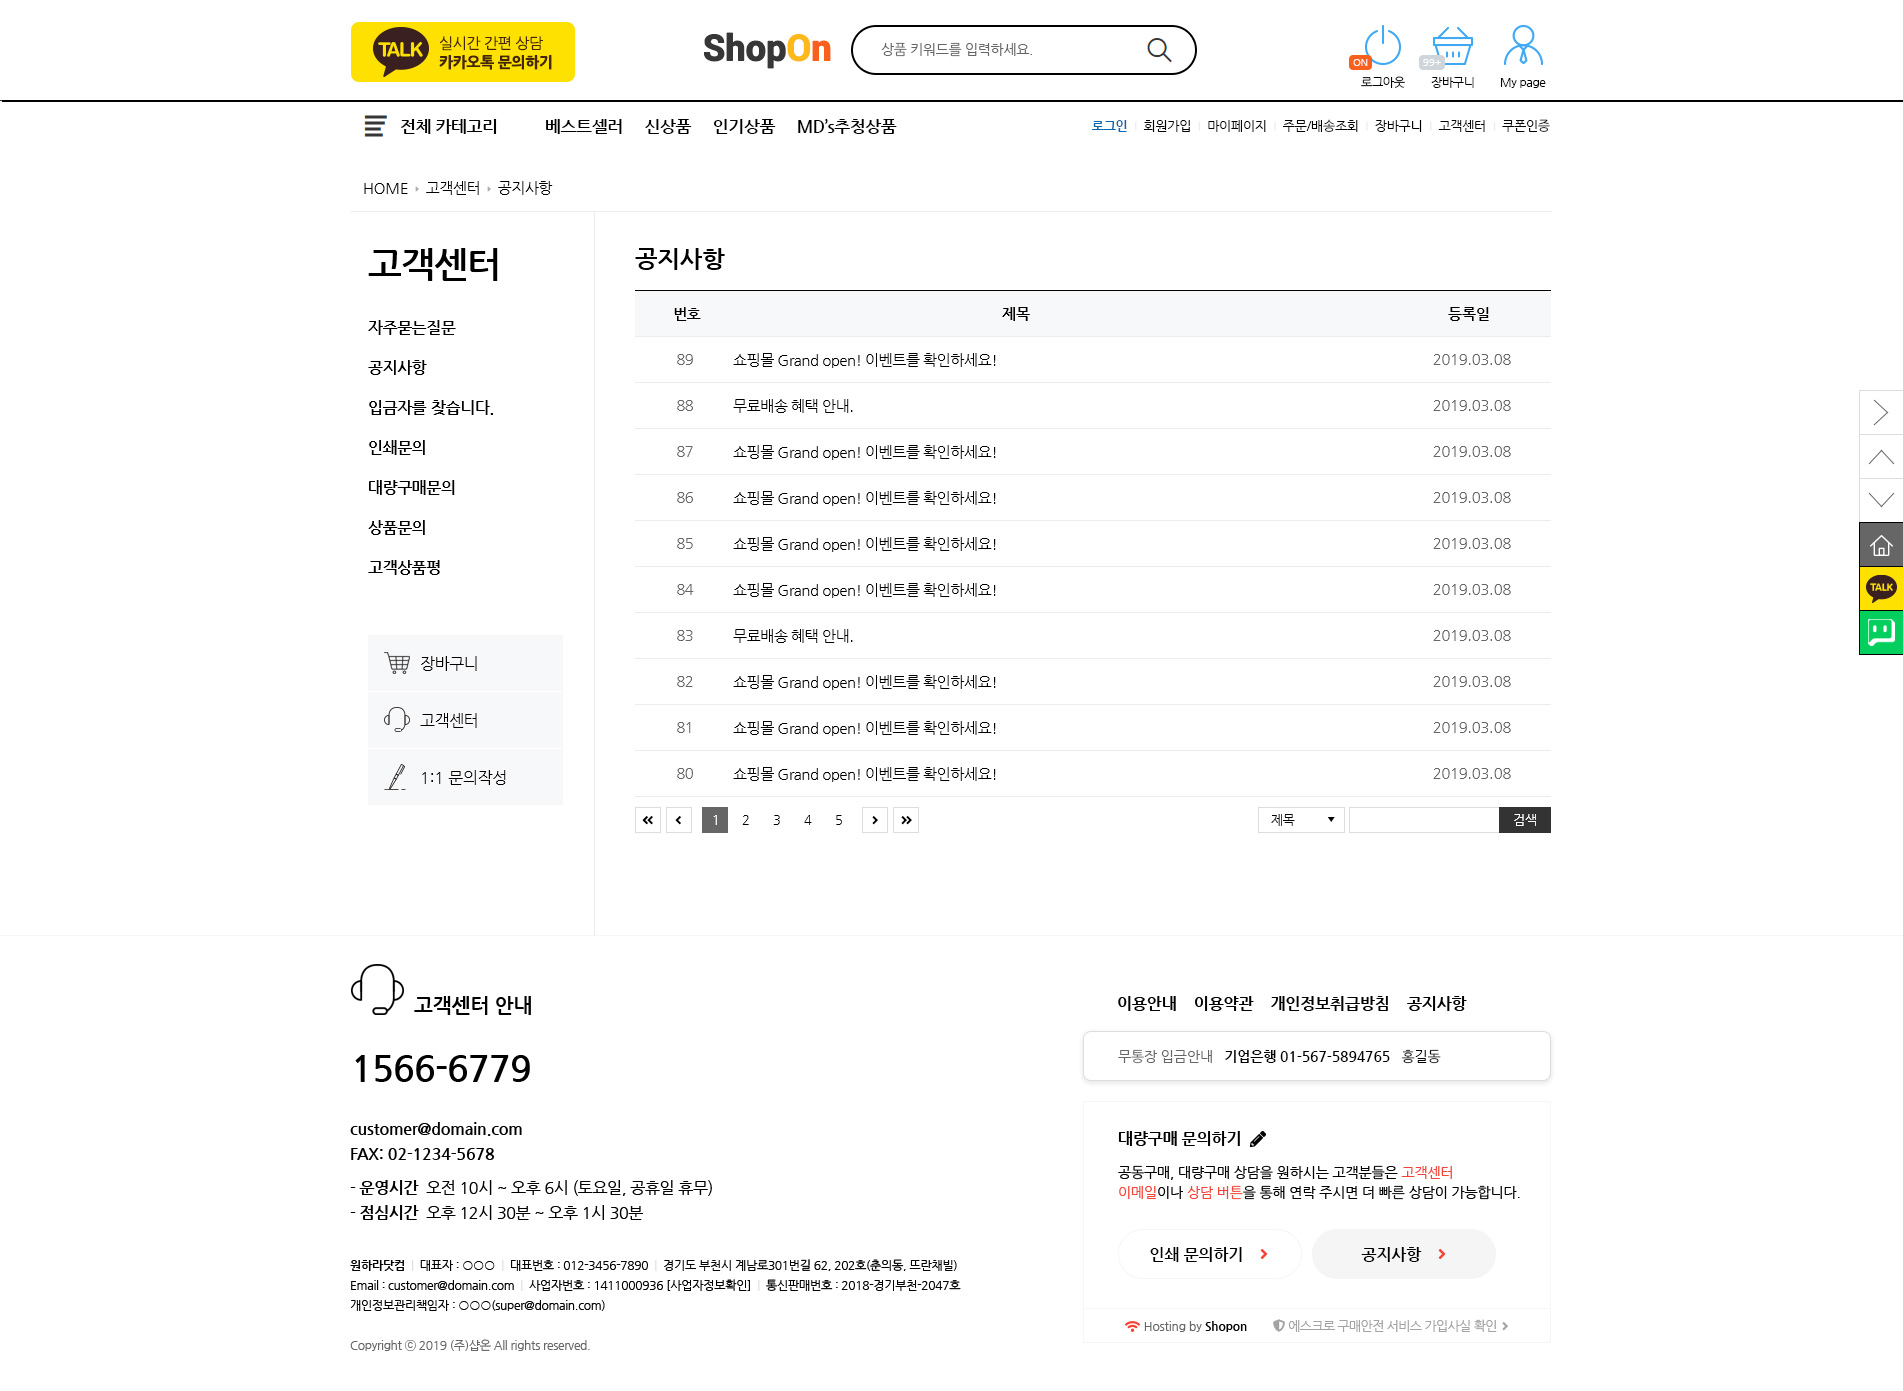 TALK 실시간 간편 상담
카카오톡 문의하기
ShopOn
상품 키워드를 입력하세요.
ON 로그아웃
99+ 장바구니
My page
전체 카테고리 베스트셀러 신상품 인기상품 MD's추청상품
로그인 회원가입 마이페이지 주문/배송조회 장바구니 고객센터 쿠폰인증
HOME 고객센터 공지사항
고객센터
자주묻는질문
공지사항
입금자를 찾습니다.
인쇄문의
대량구매문의
상품문의
고객상품평
장바구니
고객센터
1:1 문의작성
공지사항
번호 제목 등록일
89 쇼핑몰 Grand open! 이벤트를 확인하세요! 2019.03.08
88 무료배송 혜택 안내. 2019.03.08
87 쇼핑몰 Grand open! 이벤트를 확인하세요! 2019.03.08
86 쇼핑몰 Grand open! 이벤트를 확인하세요! 2019.03.08
85 쇼핑몰 Grand open! 이벤트를 확인하세요! 2019.03.08
84 쇼핑몰 Grand open! 이벤트를 확인하세요! 2019.03.08
83 무료배송 혜택 안내. 2019.03.08
82 쇼핑몰 Grand open! 이벤트를 확인하세요! 2019.03.08
81 쇼핑몰 Grand open! 이벤트를 확인하세요! 2019.03.08
80 쇼핑몰 Grand open! 이벤트를 확인하세요! 2019.03.08
1 2 3 4 5 제목 검색
TALK
고객센터 안내
1566-6779
customer@domain.com
FAX: 02-1234-5678
- 운영시간 오전 10시 ~ 오후 6시 (토요일, 공휴일 휴무)
- 점심시간 오후 12시 30분 ~ 오후 1시 30분
원하라닷컴 | 대표자 : ○○○ | 대표번호 : 012-3456-7890 | 경기도 부천시 계남로301번길 62, 202호(춘의동, 뜨란채빌)
Email : customer@domain.com | 사업자번호 : 1411000936 [사업자정보확인] | 통신판매번호 : 2018-경기부천-2047호
개인정보관리책임자 : ○○○(super@domain.com)
Copyright ⓒ 2019 (주)샵온 All rights reserved.
이용안내 이용약관 개인정보취급방침 공지사항
무통장 입금안내 기업은행 01-567-5894765 홍길동
대량구매 문의하기
공동구매, 대량구매 상담을 원하시는 고객분들은 고객센터
이메일이나 상담 버튼을 통해 연락 주시면 더 빠른 상담이 가능합니다.
인쇄 문의하기 공지사항
Hosting by Shopon 에스크로 구매안전 서비스 가입사실 확인